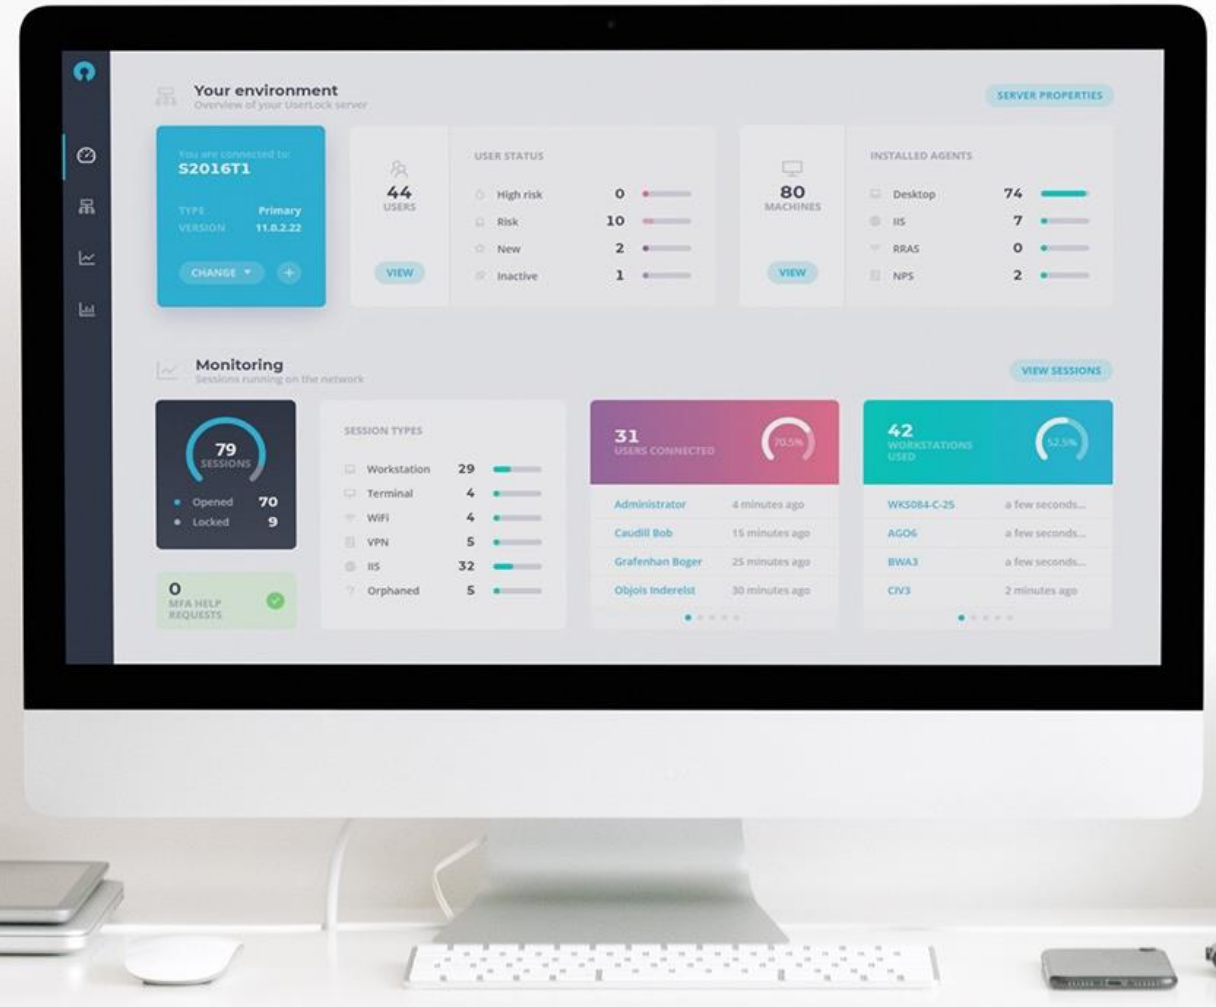 Your environment
Overview of your UserLock server
SERVER PROPERTIES
You are connected to:
S2016T1
TYPE Primary
VERSION 11.0.2.22
CHANGE
44
USERS
VIEW
USER STATUS
High risk 0
Risk 10
New 2
Inactive 1
80
MACHINES
VIEW
INSTALLED AGENTS
Desktop 74
IIS 7
RRAS 0
NPS 2
Monitoring
Sessions running on the network
VIEW SESSIONS
79
SESSIONS
Opened 70
Locked 9
0
MFA HELP
REQUESTS
SESSION TYPES
Workstation 29
Terminal 4
WiFi 4
VPN 5
IIS 32
Orphaned 5
31
USERS CONNECTED
70.5%
Administrator 4 minutes ago
Caudill Bob 15 minutes ago
Grafenhan Boger 25 minutes ago
Objois Inderelst 30 minutes ago
42
WORKSTATIONS
USED
52.5%
WKS084-C-25 a few seconds...
AGO6 a few seconds...
BWA3 a few seconds...
CIV3 2 minutes ago